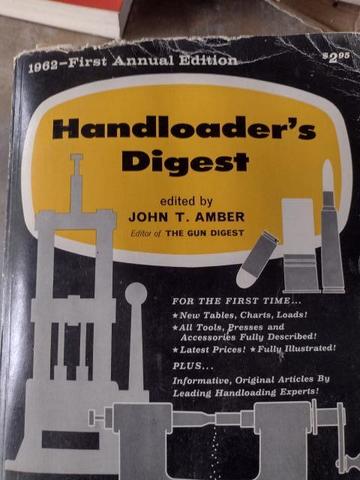 1962-First Annual Edition
$2.95
Handloader's
Digest
edited by
JOHN T. AMBER
Editor of THE GUN DIGEST
FOR THE FIRST TIME...
★New Tables, Charts, Loads!
★All Tools, Presses and
Accessories Fully Described!
★Latest Prices! ★Fully Illustrated!
PLUS...
Informative, Original Articles By
Leading Handloading Experts!